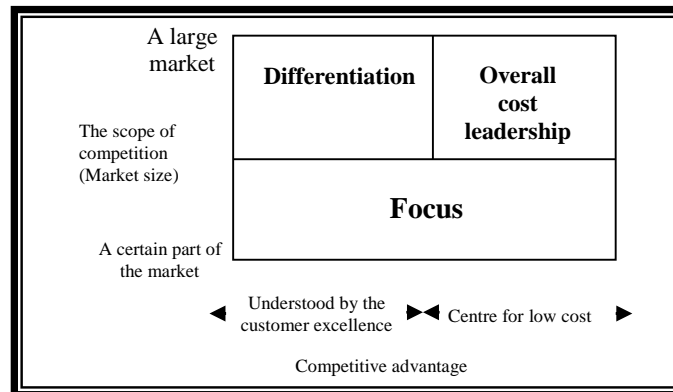 A large
market
Differentiation
Overall
cost
leadership
The scope of
competition
(Market size)
Focus
A certain part of
the market
Understood by the
customer excellence
Centre for low cost
Competitive advantage